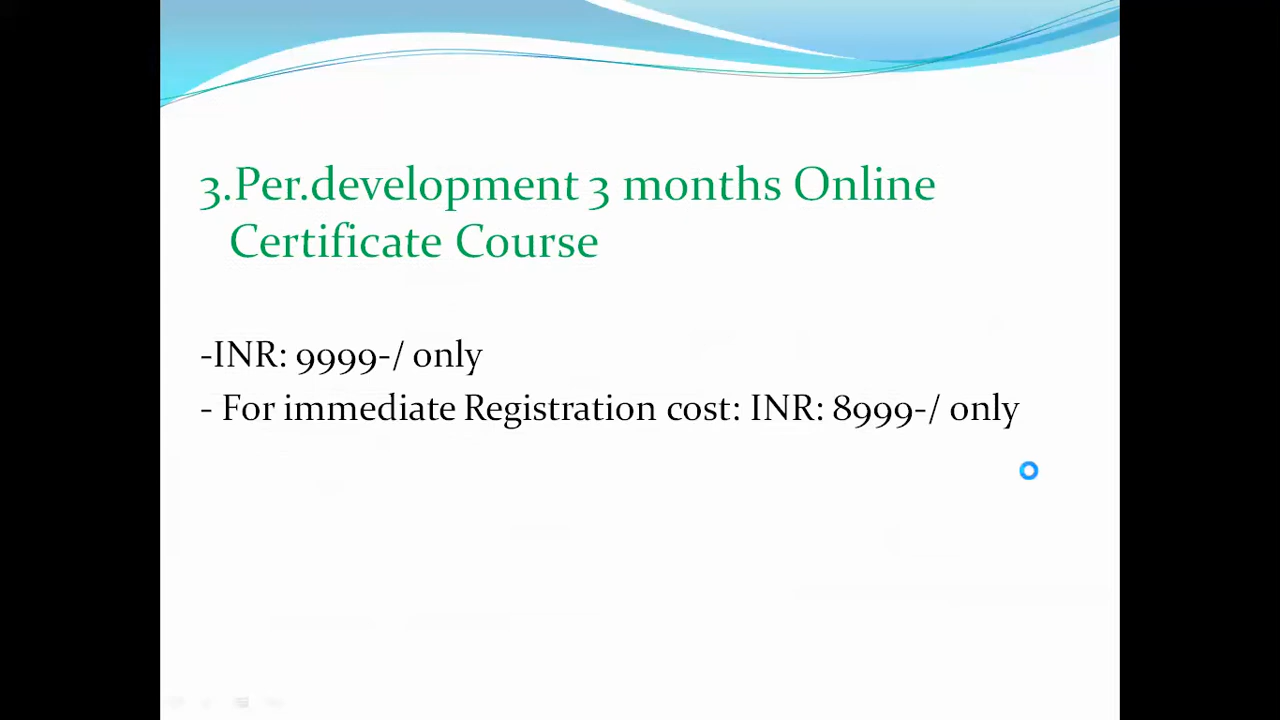 3.Per.development 3 months Online
Certificate Course
-INR: 9999-/ only
- For immediate Registration cost: INR: 8999-/ only